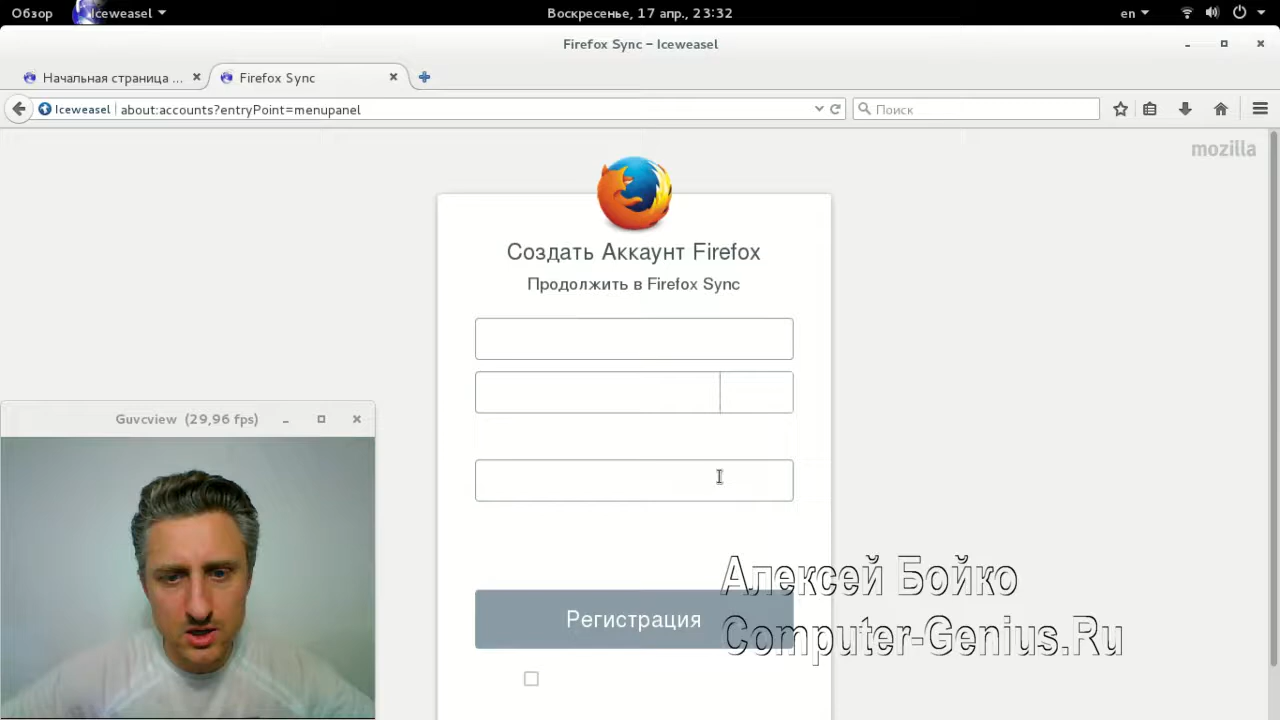 Обзор
Iceweasel
Воскресенье, 17 апр., 23:32
en
Firefox Sync – Iceweasel
Начальная страница ...
Firefox Sync
Iceweasel
about:accounts?entryPoint=menupanel
Поиск
mozilla
Создать Аккаунт Firefox
Продолжить в Firefox Sync
Guvcview (29,96 fps)
Регистрация
Алексей Бойко
Computer-Genius.Ru